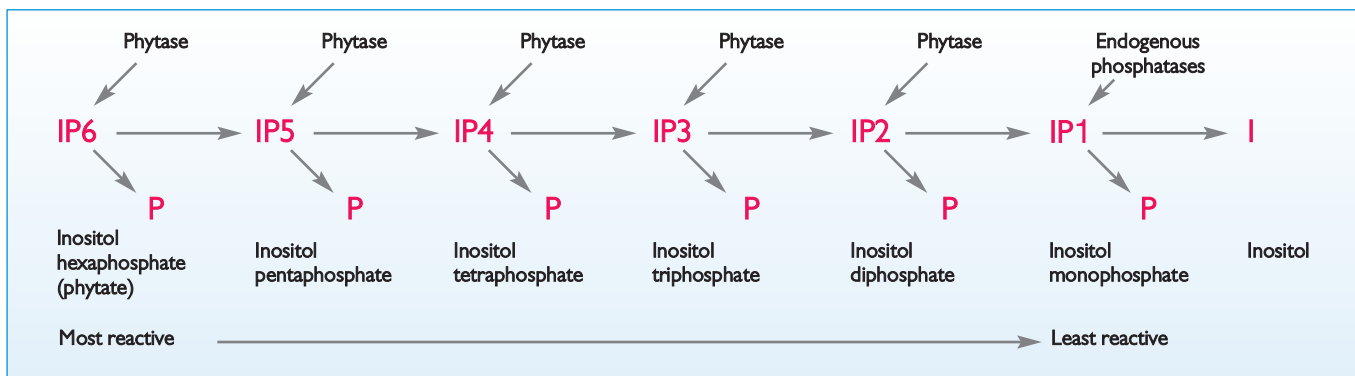 Phytase Phytase Phytase Phytase Phytase Endogenous
phosphatases
IP6 IP5 IP4 IP3 IP2 IP1 I
P P P P P P
Inositol
hexaphosphate
(phytate)
Inositol
pentaphosphate
Inositol
tetraphosphate
Inositol
triphosphate
Inositol
diphosphate
Inositol
monophosphate
Inositol
Most reactive Least reactive